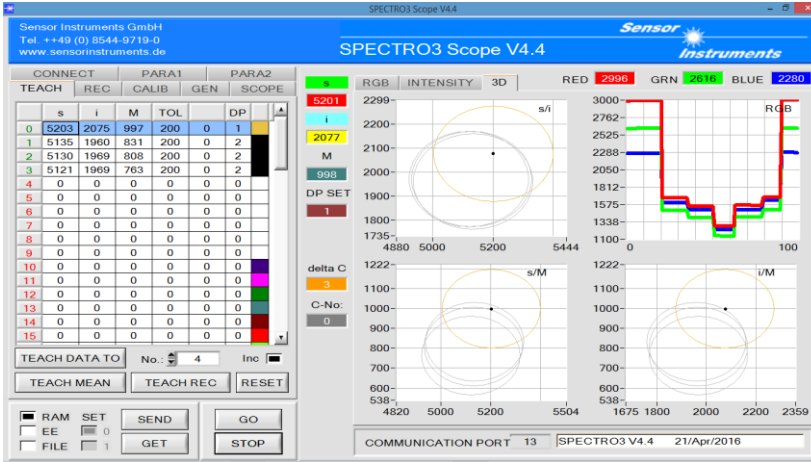 SPECTRO3 Scope V4.4
Sensor Instruments GmbH
Tel. ++49 (0) 8544-9719-0
www.sensorinstruments.de
SPECTRO3 Scope V4.4
Sensor
Instruments
CONNECT PARA1 PARA2
TEACH REC CALIB GEN SCOPE
s i M TOL DP
0 5203 2075 997 200 0 1
1 5135 1960 831 200 0 2
2 5130 1969 808 200 0 2
3 5121 1969 763 200 0 2
4 0 0 0 0 0 0
5 0 0 0 0 0 0
6 0 0 0 0 0 0
7 0 0 0 0 0 0
8 0 0 0 0 0 0
9 0 0 0 0 0 0
10 0 0 0 0 0 0
11 0 0 0 0 0 0
12 0 0 0 0 0 0
13 0 0 0 0 0 0
14 0 0 0 0 0 0
15 0 0 0 0 0 0
TEACH DATA TO No.: 4 Inc
TEACH MEAN TEACH REC RESET
RAM SET SEND GO
EE 0
FILE 1 GET STOP
s
5201
i
2077
M
998
DP SET
1
delta C
3
C-No:
0
RGB INTENSITY 3D RED 2996 GRN 2616 BLUE 2280
2299
2200
2100
2000
1900
1800
1735
s/i
4880 5000 5200 5444
3000
2762
2525
2288
2050
1812
1575
1338
1100
RGB
0 100
1222
1100
1000
900
800
700
600
538
s/M
4820 5000 5200 5504
1222
1100
1000
900
800
700
600
538
i/M
1675 1800 2000 2200 2359
COMMUNICATION PORT 13 SPECTRO3 V4.4 21/Apr/2016